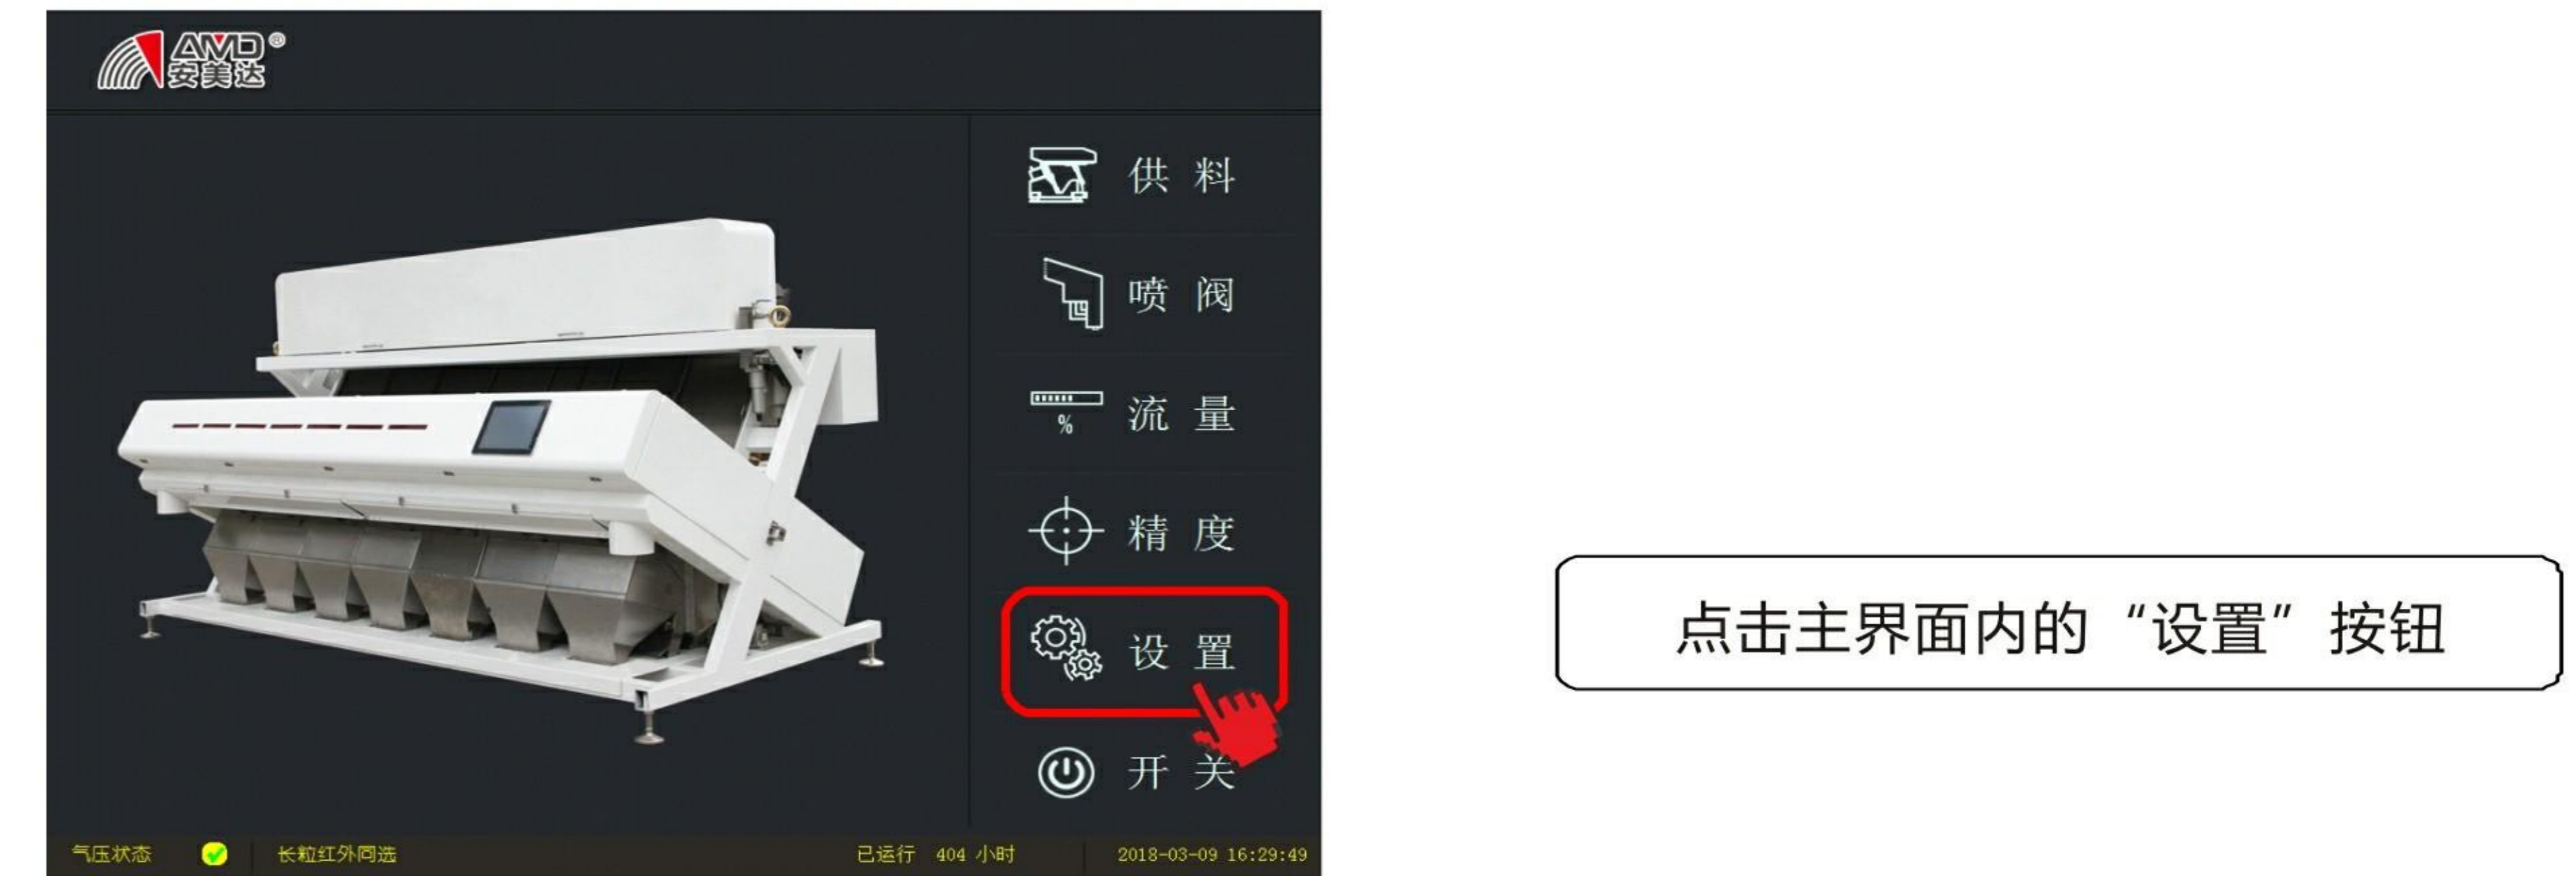 AMD®
安美达
供料
喷阀
%
流量
精度
设置
开关
点击主界面内的“设置”按钮
气压状态
长粒红外同选
已运行 404 小时
2018-03-09 16:29:49